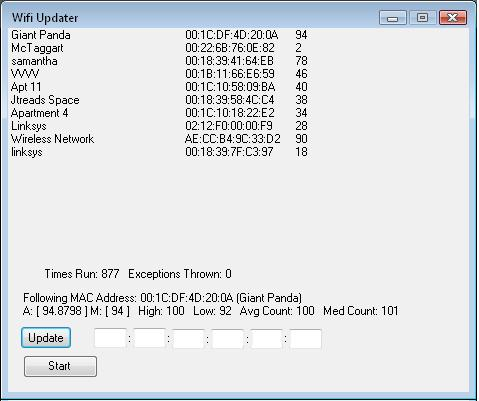 Wifi Updater
Giant Panda 00:1C:DF:4D:20:0A 94
McTaggart 00:22:6B:76:0E:82 2
samantha 00:18:39:41:64:EB 78
VVVV 00:1B:11:66:E6:59 46
Apt 11 00:1C:10:58:09:BA 40
Jtreads Space 00:18:39:58:4C:C4 38
Apartment 4 00:1C:10:18:22:E2 34
Linksys 02:12:F0:00:00:F9 28
Wireless Network AE:CC:B4:9C:33:D2 90
linksys 00:18:39:7F:C3:97 18
Times Run: 877 Exceptions Thrown: 0
Following MAC Address: 00:1C:DF:4D:20:0A (Giant Panda)
A: [ 94.8798 ] M: [ 94 ] High: 100 Low: 92 Avg Count: 100 Med Count: 101
Update : : : : :
Start